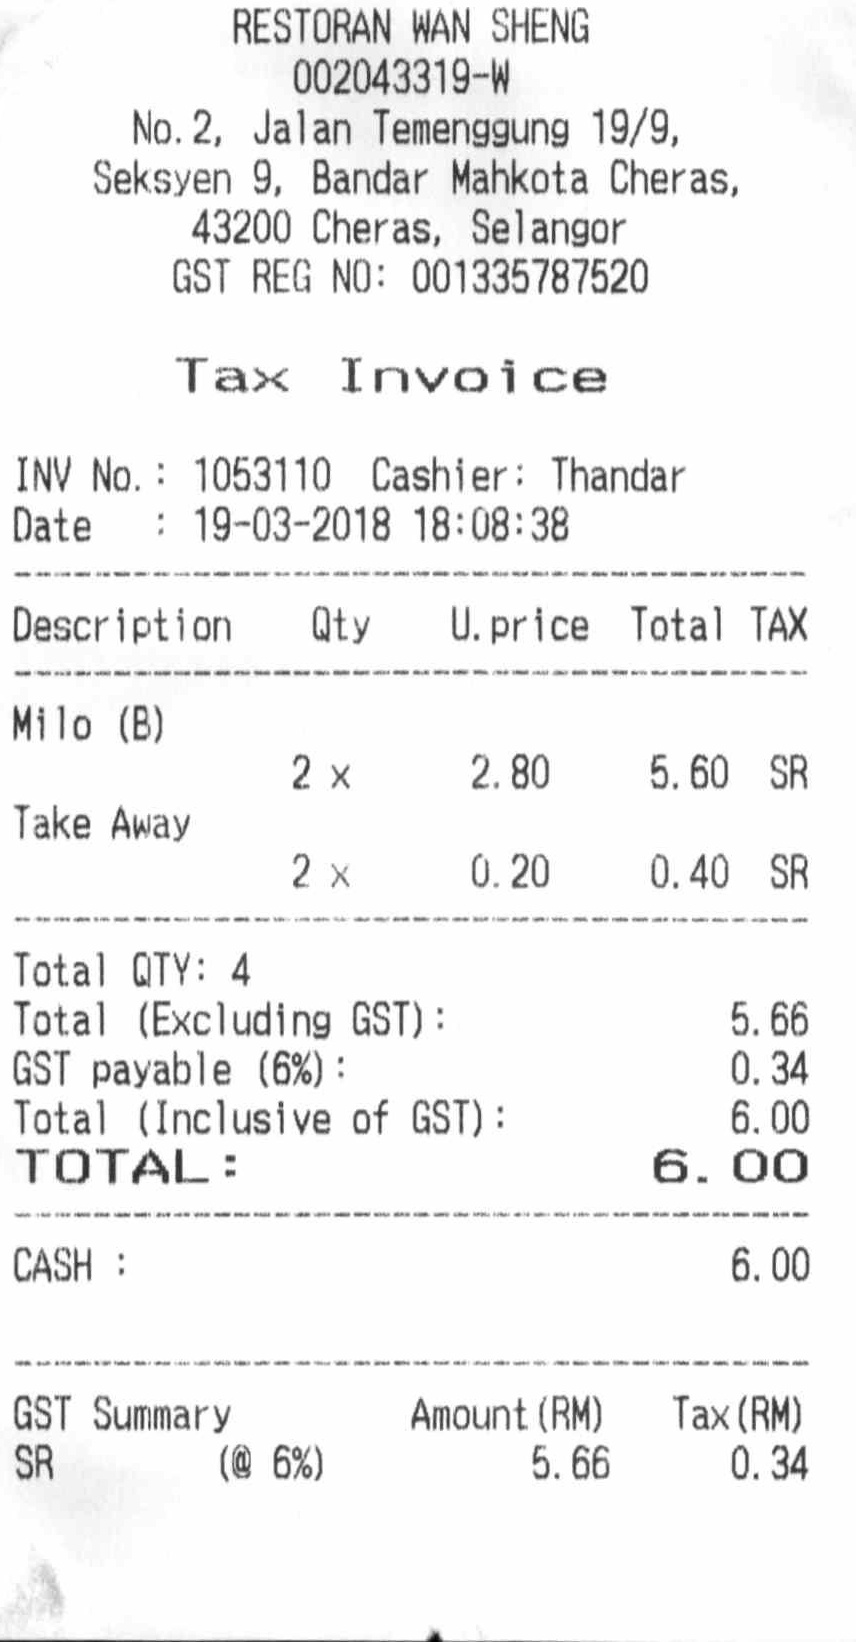 RESTORAN WAN SHENG
002043319-W
No.2, Jalan Temenggung 19/9,
Seksyen 9, Bandar Mahkota Cheras,
43200 Cheras, Selangor
GST REG NO: 001335787520
Tax Invoice
INV No.: 1053110 Cashier: Thandar
Date : 19-03-2018 18:08:38
Description Qty U.price Total TAX
Milo (B)
2 x 2.80 5.60 SR
Take Away
2 x 0.20 0.40 SR
Total QTY: 4
Total (Excluding GST): 5.66
GST payable (6%): 0.34
Total (Inclusive of GST): 6.00
TOTAL: 6.00
CASH : 6.00
GST Summary Amount(RM) Tax(RM)
SR (@ 6%) 5.66 0.34